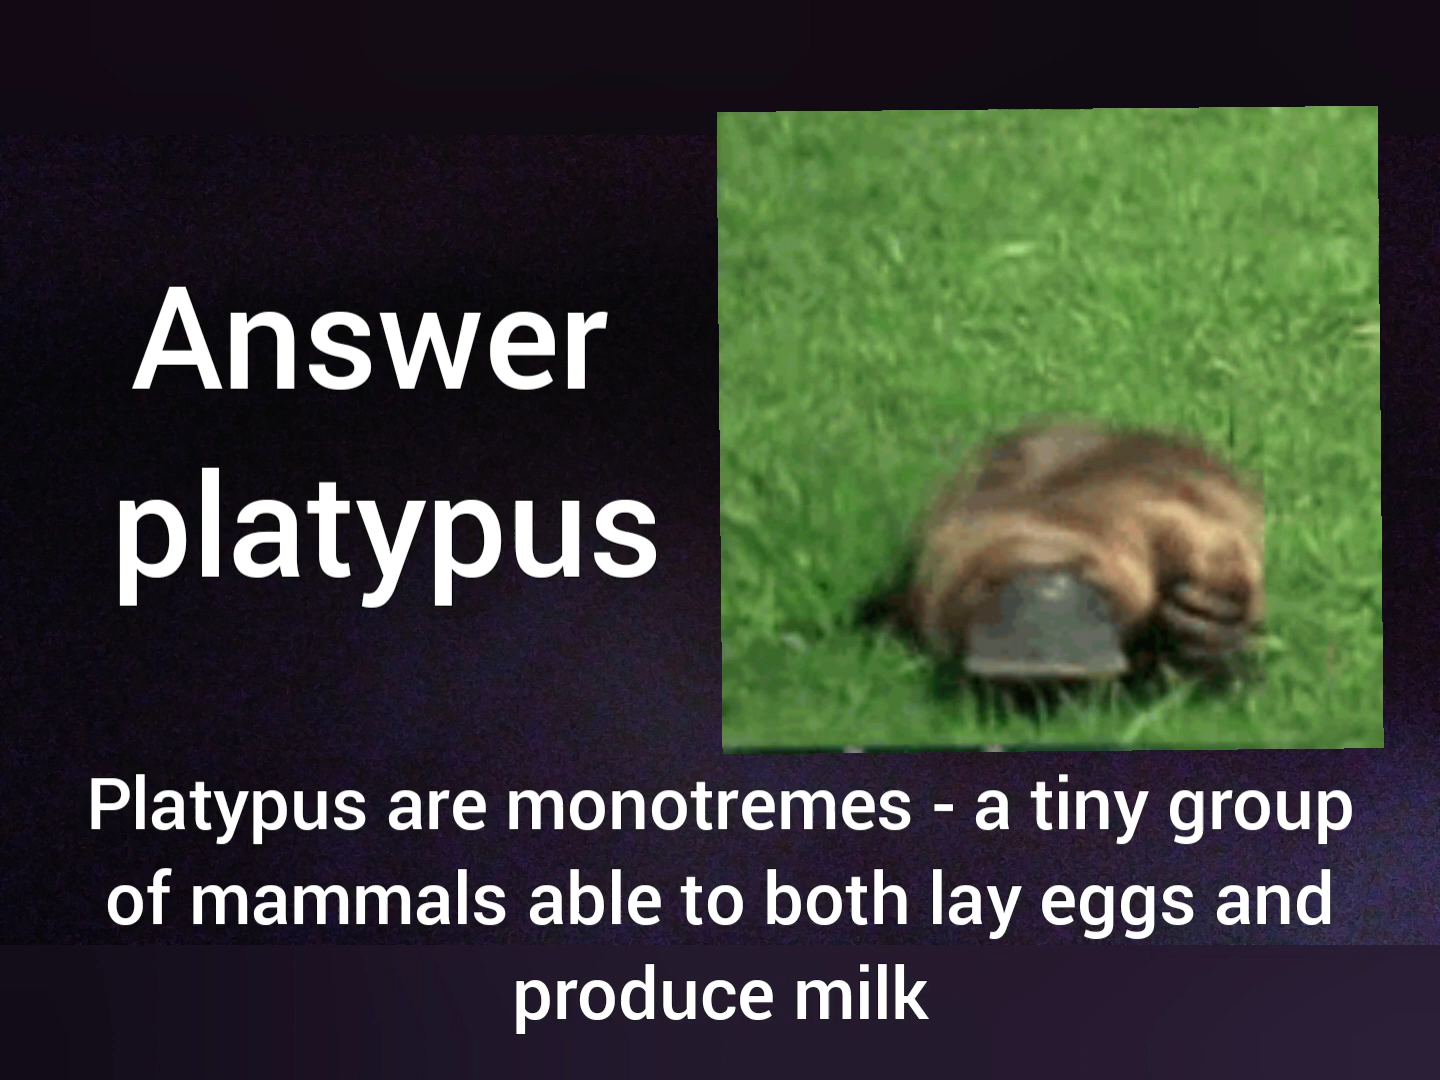 Answer
platypus
Platypus are monotremes - a tiny group
of mammals able to both lay eggs and
produce milk